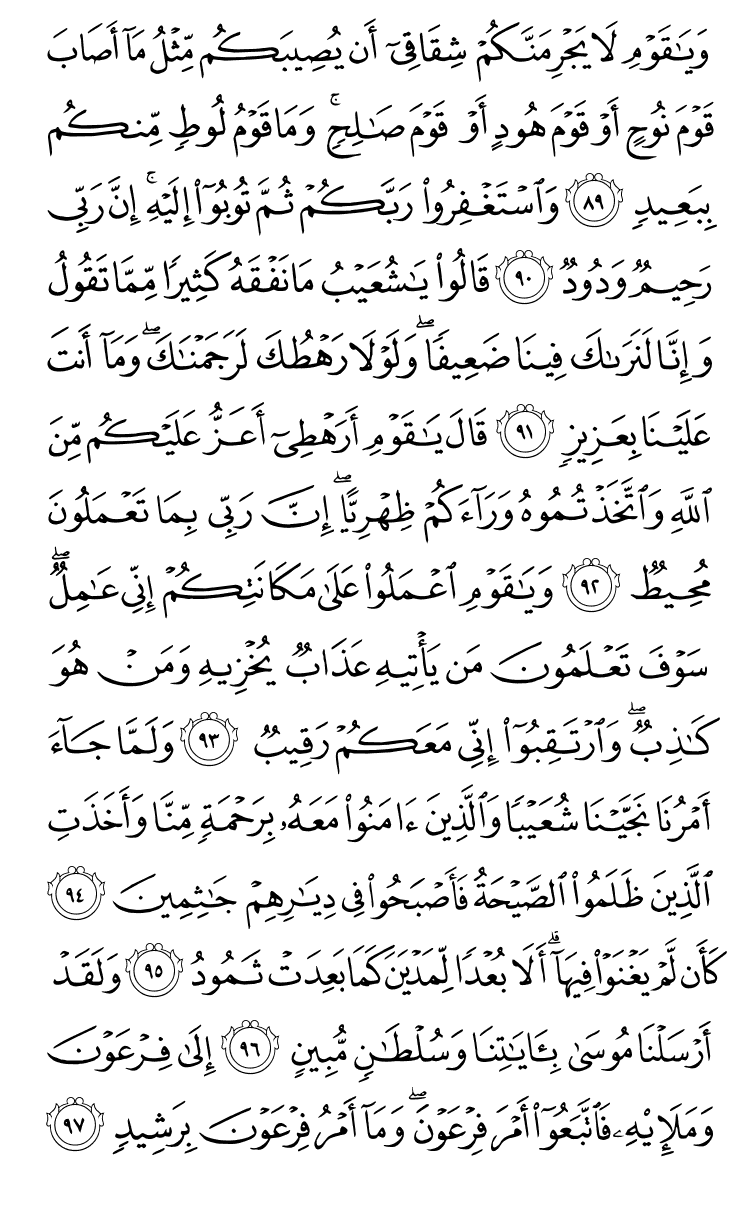 وَيَٰقَوۡمِ لَا يَجۡرِمَنَّكُمۡ شِقَاقِيٓ أَن يُصِيبَكُم مِّثۡلُ مَآ أَصَابَ
قَوۡمَ نُوحٍ أَوۡ قَوۡمَ هُودٍ أَوۡ قَوۡمَ صَٰلِحٖۚ وَمَا قَوۡمُ لُوطٖ مِّنكُم
بِبَعِيدٖ ٨٩ وَٱسۡتَغۡفِرُواْ رَبَّكُمۡ ثُمَّ تُوبُوٓاْ إِلَيۡهِۚ إِنَّ رَبِّي
رَحِيمٞ وَدُودٞ ٩٠ قَالُواْ يَٰشُعَيۡبُ مَا نَفۡقَهُ كَثِيرٗا مِّمَّا تَقُولُ
وَإِنَّا لَنَرَىٰكَ فِينَا ضَعِيفٗاۖ وَلَوۡلَا رَهۡطُكَ لَرَجَمۡنَٰكَۖ وَمَآ أَنتَ
عَلَيۡنَا بِعَزِيزٖ ٩١ قَالَ يَٰقَوۡمِ أَرَهۡطِيٓ أَعَزُّ عَلَيۡكُم مِّنَ
ٱللَّهِ وَٱتَّخَذۡتُمُوهُ وَرَآءَكُمۡ ظِهۡرِيًّاۖ إِنَّ رَبِّي بِمَا تَعۡمَلُونَ
مُحِيطٞ ٩٢ وَيَٰقَوۡمِ ٱعۡمَلُواْ عَلَىٰ مَكَانَتِكُمۡ إِنِّي عَٰمِلٞۖ
سَوۡفَ تَعۡلَمُونَ مَن يَأۡتِيهِ عَذَابٞ يُخۡزِيهِ وَمَنۡ هُوَ
كَٰذِبٞۖ وَٱرۡتَقِبُوٓاْ إِنِّي مَعَكُمۡ رَقِيبٞ ٩٣ وَلَمَّا جَآءَ
أَمۡرُنَا نَجَّيۡنَا شُعَيۡبٗا وَٱلَّذِينَ ءَامَنُواْ مَعَهُۥ بِرَحۡمَةٖ مِّنَّا وَأَخَذَتِ
ٱلَّذِينَ ظَلَمُواْ ٱلصَّيۡحَةُ فَأَصۡبَحُواْ فِي دِيَٰرِهِمۡ جَٰثِمِينَ ٩٤
كَأَن لَّمۡ يَغۡنَوۡاْ فِيهَآۗ أَلَا بُعۡدٗا لِّمَدۡيَنَ كَمَا بَعِدَتۡ ثَمُودُ ٩٥ وَلَقَدۡ
أَرۡسَلۡنَا مُوسَىٰ بِـَٔايَٰتِنَا وَسُلۡطَٰنٖ مُّبِينٍ ٩٦ إِلَىٰ فِرۡعَوۡنَ
وَمَلَإِيْهِۦ فَٱتَّبَعُوٓاْ أَمۡرَ فِرۡعَوۡنَۖ وَمَآ أَمۡرُ فِرۡعَوۡنَ بِرَشِيدٖ ٩٧